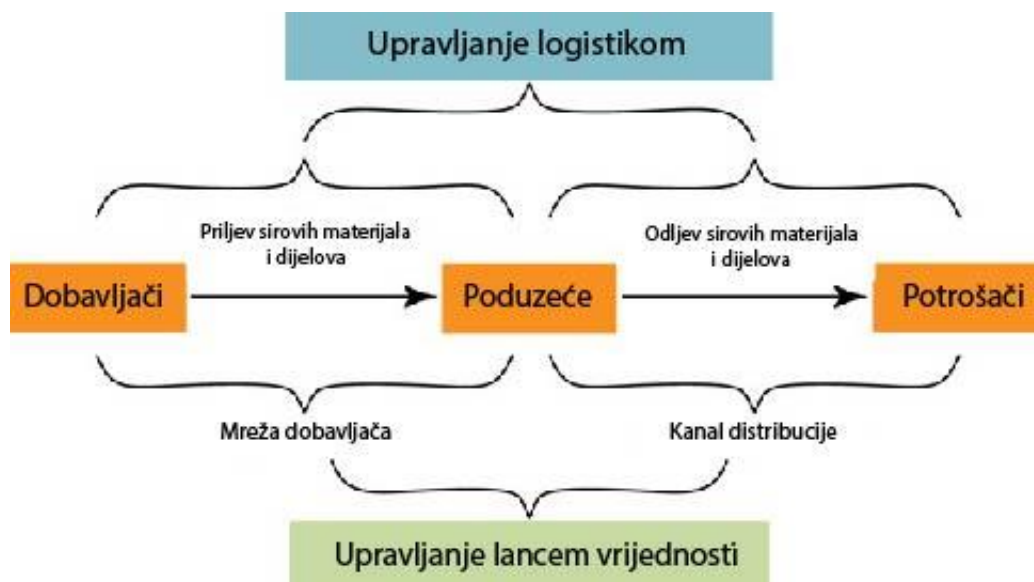 Upravljanje logistikom
Priljev sirovih materijala
i dijelova
Odljev sirovih materijala
i dijelova
Dobavljači
Poduzeće
Potrošači
Mreža dobavljača
Kanal distribucije
Upravljanje lancem vrijednosti